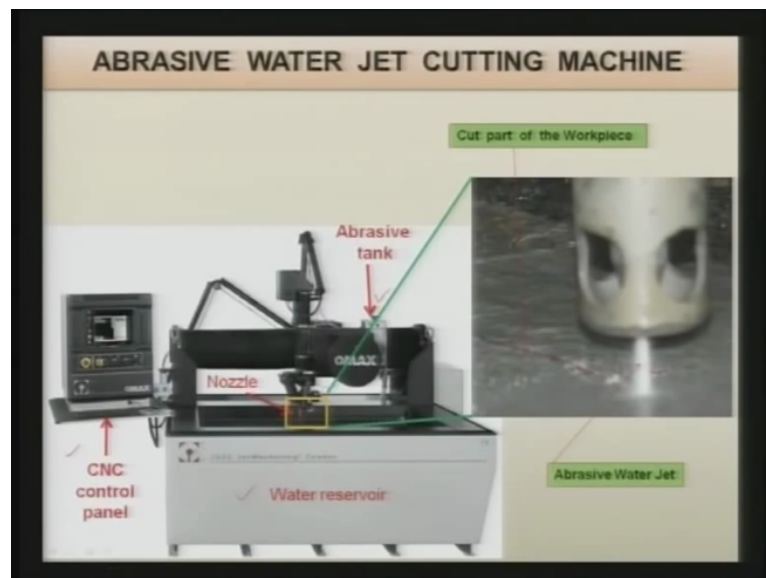 ABRASIVE WATER JET CUTTING MACHINE
Cut part of the Workpiece
Abrasive
tank
OMAX
Nozzle
OMAX
CNC
control
panel
Water reservoir
Abrasive Water Jet